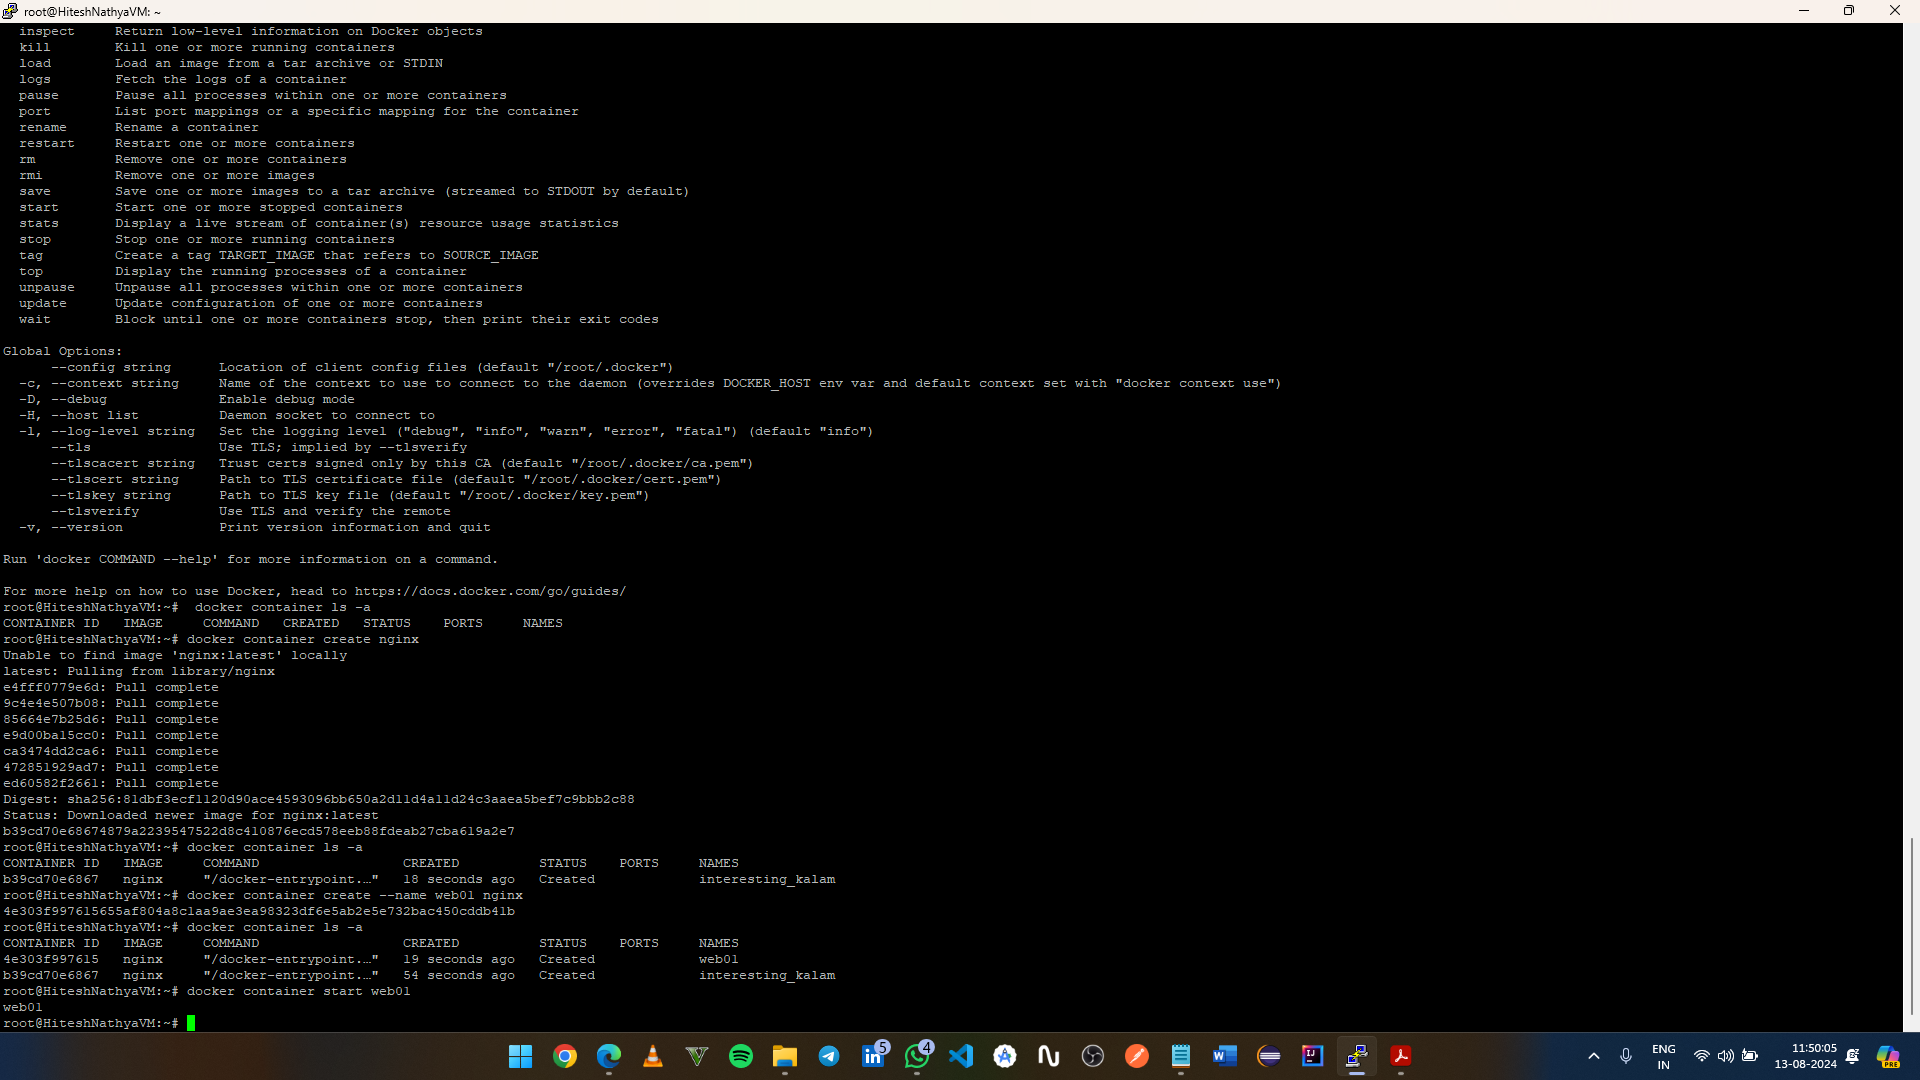 root@HiteshNathyaVM: ~
  inspect     Return low-level information on Docker objects
  kill        Kill one or more running containers
  load        Load an image from a tar archive or STDIN
  logs        Fetch the logs of a container
  pause       Pause all processes within one or more containers
  port        List port mappings or a specific mapping for the container
  rename      Rename a container
  restart     Restart one or more containers
  rm          Remove one or more containers
  rmi         Remove one or more images
  save        Save one or more images to a tar archive (streamed to STDOUT by default)
  start       Start one or more stopped containers
  stats       Display a live stream of container(s) resource usage statistics
  stop        Stop one or more running containers
  tag         Create a tag TARGET_IMAGE that refers to SOURCE_IMAGE
  top         Display the running processes of a container
  unpause     Unpause all processes within one or more containers
  update      Update configuration of one or more containers
  wait        Block until one or more containers stop, then print their exit codes

Global Options:
      --config string      Location of client config files (default "/root/.docker")
  -c, --context string     Name of the context to use to connect to the daemon (overrides DOCKER_HOST env var and default context set with "docker context use")
  -D, --debug              Enable debug mode
  -H, --host list          Daemon socket to connect to
  -l, --log-level string   Set the logging level ("debug", "info", "warn", "error", "fatal") (default "info")
      --tls                Use TLS; implied by --tlsverify
      --tlscacert string   Trust certs signed only by this CA (default "/root/.docker/ca.pem")
      --tlscert string     Path to TLS certificate file (default "/root/.docker/cert.pem")
      --tlskey string      Path to TLS key file (default "/root/.docker/key.pem")
      --tlsverify          Use TLS and verify the remote
  -v, --version            Print version information and quit

Run 'docker COMMAND --help' for more information on a command.

For more help on how to use Docker, head to https://docs.docker.com/go/guides/
root@HiteshNathyaVM:~#  docker container ls -a
CONTAINER ID   IMAGE     COMMAND   CREATED   STATUS    PORTS     NAMES
root@HiteshNathyaVM:~# docker container create nginx
Unable to find image 'nginx:latest' locally
latest: Pulling from library/nginx
e4fff0779e6d: Pull complete
9c4e4e507b08: Pull complete
85664e7b25d6: Pull complete
e9d00ba15cc0: Pull complete
ca3474dd2ca6: Pull complete
472851929ad7: Pull complete
ed60582f2661: Pull complete
Digest: sha256:81dbf3ecf1120d90ace4593096bb650a2d11d4a11d24c3aaea5bef7c9bbb2c88
Status: Downloaded newer image for nginx:latest
b39cd70e68674879a2239547522d8c410876ecd578eeb88fdeab27cba619a2e7
root@HiteshNathyaVM:~# docker container ls -a
CONTAINER ID   IMAGE     COMMAND                  CREATED          STATUS    PORTS     NAMES
b39cd70e6867   nginx     "/docker-entrypoint.…"   18 seconds ago   Created             interesting_kalam
root@HiteshNathyaVM:~# docker container create --name web01 nginx
4e303f997615655af804a8c1aa9ae3ea98323df6e5ab2e5e732bac450cddb41b
root@HiteshNathyaVM:~# docker container ls -a
CONTAINER ID   IMAGE     COMMAND                  CREATED          STATUS    PORTS     NAMES
4e303f997615   nginx     "/docker-entrypoint.…"   19 seconds ago   Created             web01
b39cd70e6867   nginx     "/docker-entrypoint.…"   54 seconds ago   Created             interesting_kalam
root@HiteshNathyaVM:~# docker container start web01
web01
root@HiteshNathyaVM:~#
5
4
ENG
IN
11:50:05
13-08-2024
PRE